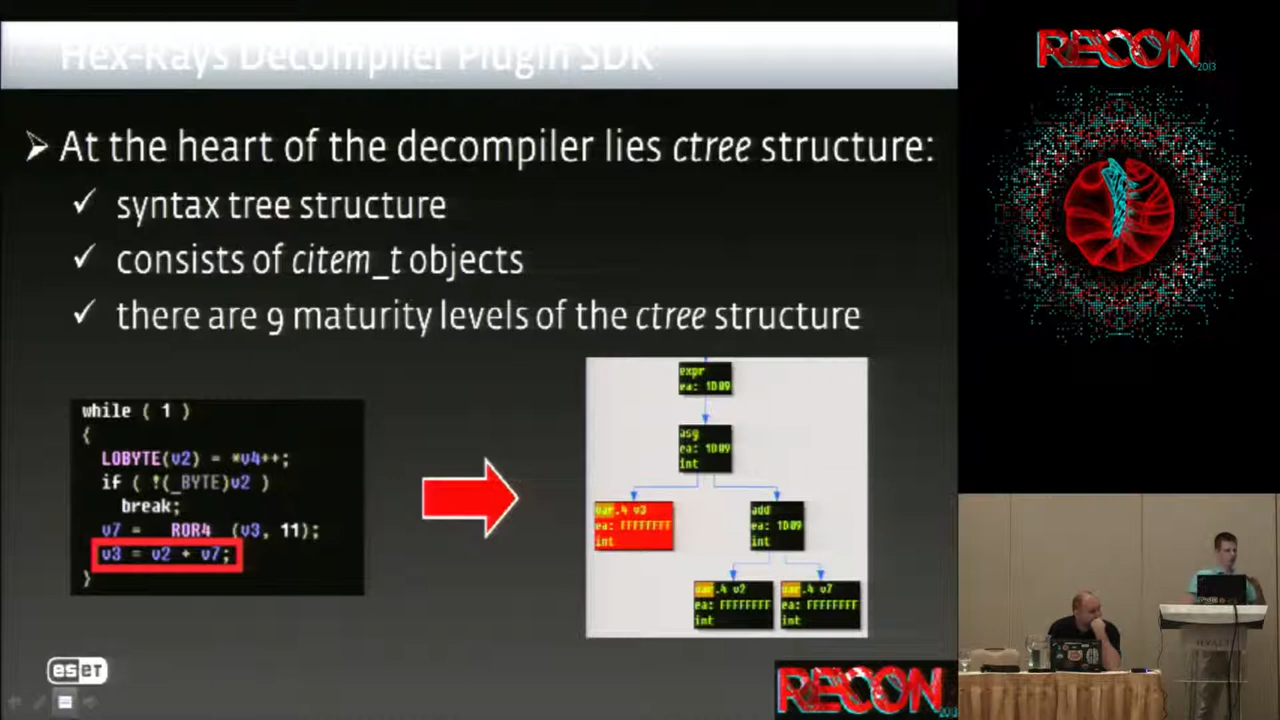 Hex-Rays Decompiler Plugin SDK
At the heart of the decompiler lies ctree structure:
syntax tree structure
consists of citem_t objects
there are 9 maturity levels of the ctree structure
while ( 1 )
{
LOBYTE(v2) = *v4++;
if ( !(_BYTE)v2 )
break;
v7 = __ROR4__(v3, 11);
v3 = v2 + v7;
}
expr
ea: 1D89
asg
ea: 1D89
int
var.4 v3
ea: FFFFFFFF
int
add
ea: 1D89
int
var.4 v2
ea: FFFFFFFF
int
var.4 v7
ea: FFFFFFFF
int
eset
RECON
2013
RECON
2013
HYATT